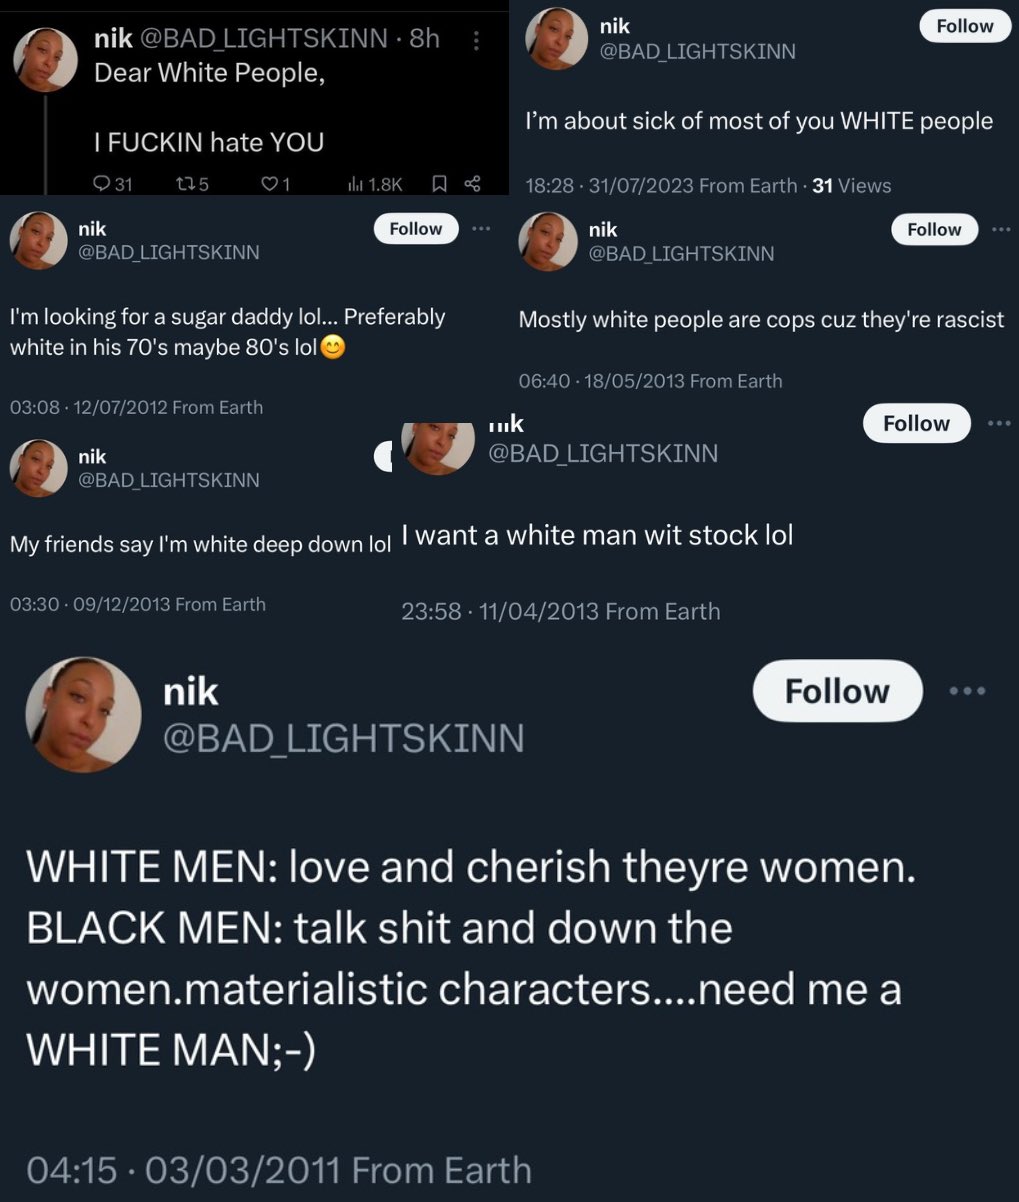 nik @BAD_LIGHTSKINN · 8h
Dear White People,
I FUCKIN hate YOU
31 5 1 1.8K
nik
@BAD_LIGHTSKINN
Follow
I'm about sick of most of you WHITE people
18:28 · 31/07/2023 From Earth · 31 Views
nik
@BAD_LIGHTSKINN
Follow
I'm looking for a sugar daddy lol... Preferably
white in his 70's maybe 80's lol😊
03:08 · 12/07/2012 From Earth
nik
@BAD_LIGHTSKINN
Follow
Mostly white people are cops cuz they're rascist
06:40 · 18/05/2013 From Earth
nik
@BAD_LIGHTSKINN
My friends say I'm white deep down lol
03:30 · 09/12/2013 From Earth
nik
@BAD_LIGHTSKINN
Follow
I want a white man wit stock lol
23:58 · 11/04/2013 From Earth
nik
@BAD_LIGHTSKINN
Follow
WHITE MEN: love and cherish theyre women.
BLACK MEN: talk shit and down the
women.materialistic characters....need me a
WHITE MAN;-)
04:15 · 03/03/2011 From Earth